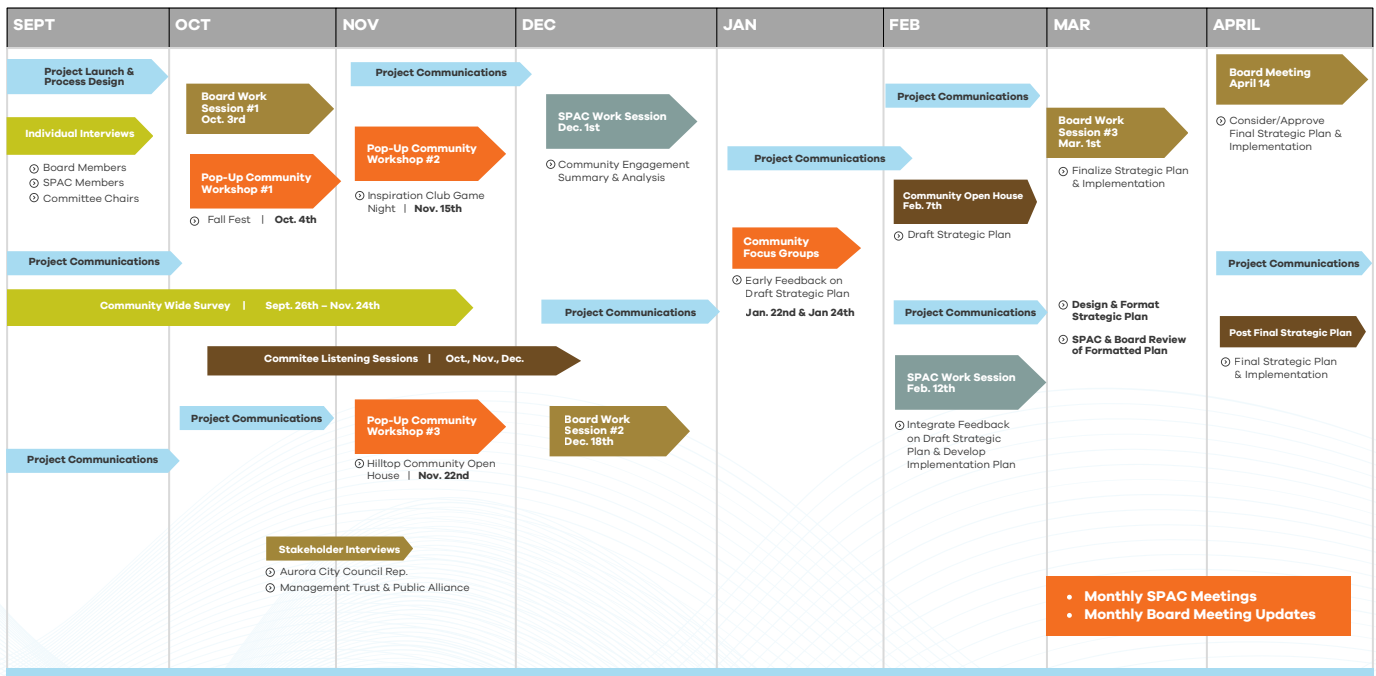 SEPT
OCT
NOV
DEC
JAN
FEB
MAR
APRIL
Project Launch &
Process Design
Individual Interviews
Board Members
SPAC Members
Committee Chairs
Project Communications
Community Wide Survey | Sept. 26th – Nov. 24th
Project Communications
Board Work
Session #1
Oct. 3rd
Pop-Up Community
Workshop #1
Fall Fest | Oct. 4th
Commitee Listening Sessions | Oct., Nov., Dec.
Project Communications
Stakeholder Interviews
Aurora City Council Rep.
Management Trust & Public Alliance
Project Communications
Pop-Up Community
Workshop #2
Inspiration Club Game
Night | Nov. 15th
Pop-Up Community
Workshop #3
Hilltop Community Open
House | Nov. 22nd
SPAC Work Session
Dec. 1st
Community Engagement
Summary & Analysis
Project Communications
Board Work
Session #2
Dec. 18th
Project Communications
Community
Focus Groups
Early Feedback on
Draft Strategic Plan
Jan. 22nd & Jan 24th
Project Communications
Community Open House
Feb. 7th
Draft Strategic Plan
Project Communications
SPAC Work Session
Feb. 12th
Integrate Feedback
on Draft Strategic
Plan & Develop
Implementation Plan
Board Work
Session #3
Mar. 1st
Finalize Strategic Plan
& Implementation
Design & Format
Strategic Plan
SPAC & Board Review
of Formatted Plan
Board Meeting
April 14
Consider/Approve
Final Strategic Plan &
Implementation
Project Communications
Post Final Strategic Plan
Final Strategic Plan
& Implementation
• Monthly SPAC Meetings
• Monthly Board Meeting Updates